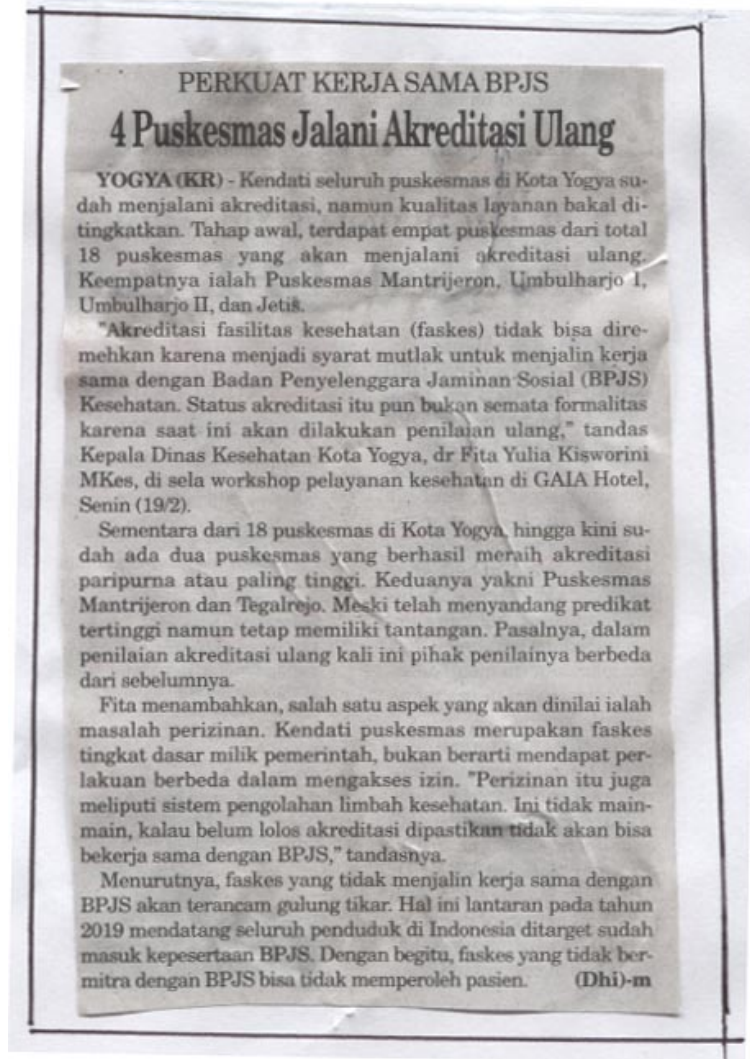 PERKUAT KERJA SAMA BPJS
4 Puskesmas Jalani Akreditasi Ulang
YOGYA (KR) - Kendati seluruh puskesmas di Kota Yogya su-
dah menjalani akreditasi, namun kualitas layanan bakal di-
tingkatkan. Tahap awal, terdapat empat puskesmas dari total
18 puskesmas yang akan menjalani akreditasi ulang.
Keempatnya ialah Puskesmas Mantrijeron, Umbulharjo I,
Umbulharjo II, dan Jetis.
"Akreditasi fasilitas kesehatan (faskes) tidak bisa dire-
mehkan karena menjadi syarat mutlak untuk menjalin kerja
sama dengan Badan Penyelenggara Jaminan Sosial (BPJS)
Kesehatan. Status akreditasi itu pun bukan semata formalitas
karena saat ini akan dilakukan penilaian ulang," tandas
Kepala Dinas Kesehatan Kota Yogya, dr Fita Yulia Kisworini
MKes, di sela workshop pelayanan kesehatan di GAIA Hotel,
Senin (19/2).
Sementara dari 18 puskesmas di Kota Yogya, hingga kini su-
dah ada dua puskesmas yang berhasil meraih akreditasi
paripurna atau paling tinggi. Keduanya yakni Puskesmas
Mantrijeron dan Tegalrejo. Meski telah menyandang predikat
tertinggi namun tetap memiliki tantangan. Pasalnya, dalam
penilaian akreditasi ulang kali ini pihak penilainya berbeda
dari sebelumnya.
Fita menambahkan, salah satu aspek yang akan dinilai ialah
masalah perizinan. Kendati puskesmas merupakan faskes
tingkat dasar milik pemerintah, bukan berarti mendapat per-
lakuan berbeda dalam mengakses izin. "Perizinan itu juga
meliputi sistem pengolahan limbah kesehatan. Ini tidak main-
main, kalau belum lolos akreditasi dipastikan tidak akan bisa
bekerja sama dengan BPJS," tandasnya.
Menurutnya, faskes yang tidak menjalin kerja sama dengan
BPJS akan terancam gulung tikar. Hal ini lantaran pada tahun
2019 mendatang seluruh penduduk di Indonesia ditarget sudah
masuk kepesertaan BPJS. Dengan begitu, faskes yang tidak ber-
mitra dengan BPJS bisa tidak memperoleh pasien. (Dhi)-m